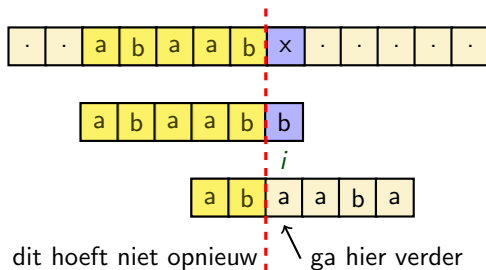 · · a b a a b x · · · · ·
a b a a b b
i
a b a a b a
dit hoeft niet opnieuw ga hier verder